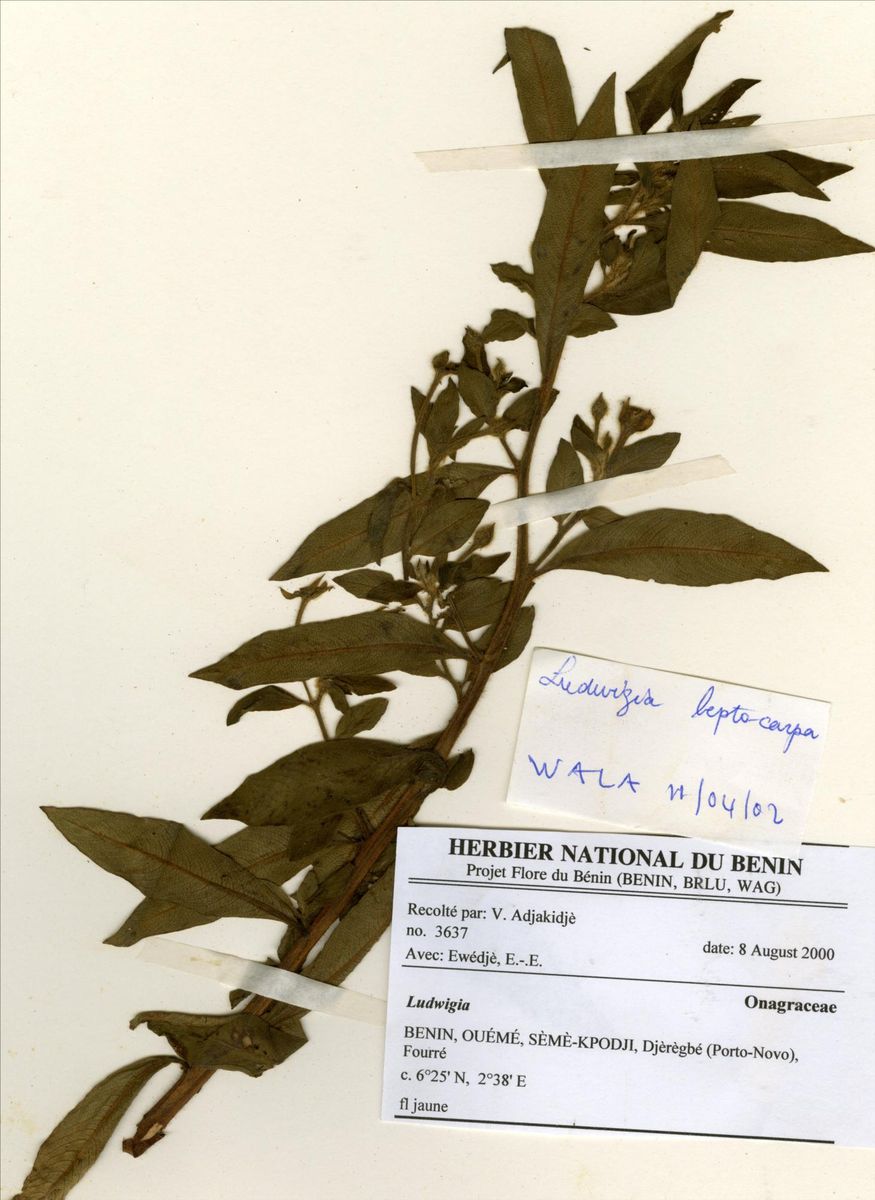 Ludwigia leptocarpa
WALA 11/04/02
HERBIER NATIONAL DU BENIN
Projet Flore du Bénin (BENIN, BRLU, WAG)
Recolté par: V. Adjakidjè
no. 3637
date: 8 August 2000
Avec: Ewédjè, E.-.E.
Ludwigia Onagraceae
BENIN, OUÉMÉ, SÈMÈ-KPODJI, Djèrègbé (Porto-Novo),
Fourré
c. 6°25' N, 2°38' E
fl jaune